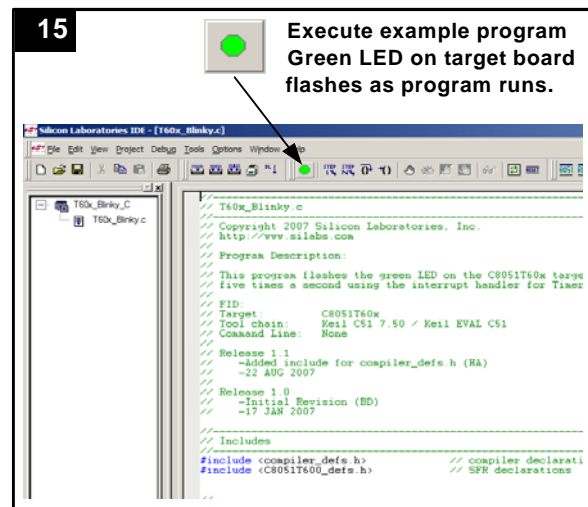 15
Execute example program
Green LED on target board
flashes as program runs.
Silicon Laboratories IDE - [T60x_Blinky.c]
File Edit View Project Debug Tools Options Window
T60x_Blinky_C
T60x_Blinky.c
//-----------------------------------------------------------------------------
// T60x_Blinky.c
//-----------------------------------------------------------------------------
// Copyright 2007 Silicon Laboratories, Inc.
// http://www.silabs.com
//
// Program Description:
//
// This program flashes the green LED on the C8051T60x targe
// five times a second using the interrupt handler for Timer
//
// FID:
// Target: C8051T60x
// Tool chain: Keil C51 7.50 / Keil EVAL C51
// Command Line: None
//
// Release 1.1
// -Added include for compiler_defs.h (HA)
// -22 AUG 2007
//
// Release 1.0
// -Initial Revision (BD)
// -17 JAN 2007
//
//-----------------------------------------------------------------------------
// Includes
//-----------------------------------------------------------------------------
#include <compiler_defs.h> // compiler declarati
#include <C8051T600_defs.h> // SFR declarations
//